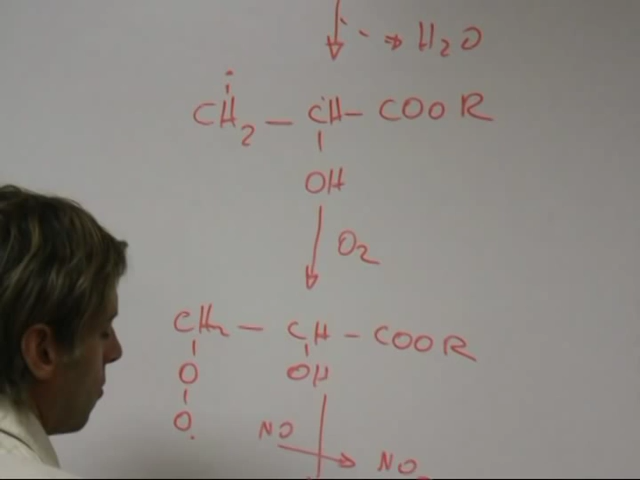 H2O
CH2 — CH — COOR
OH
O2
CH2 — CH — COOR
O OH
O
NO NO2